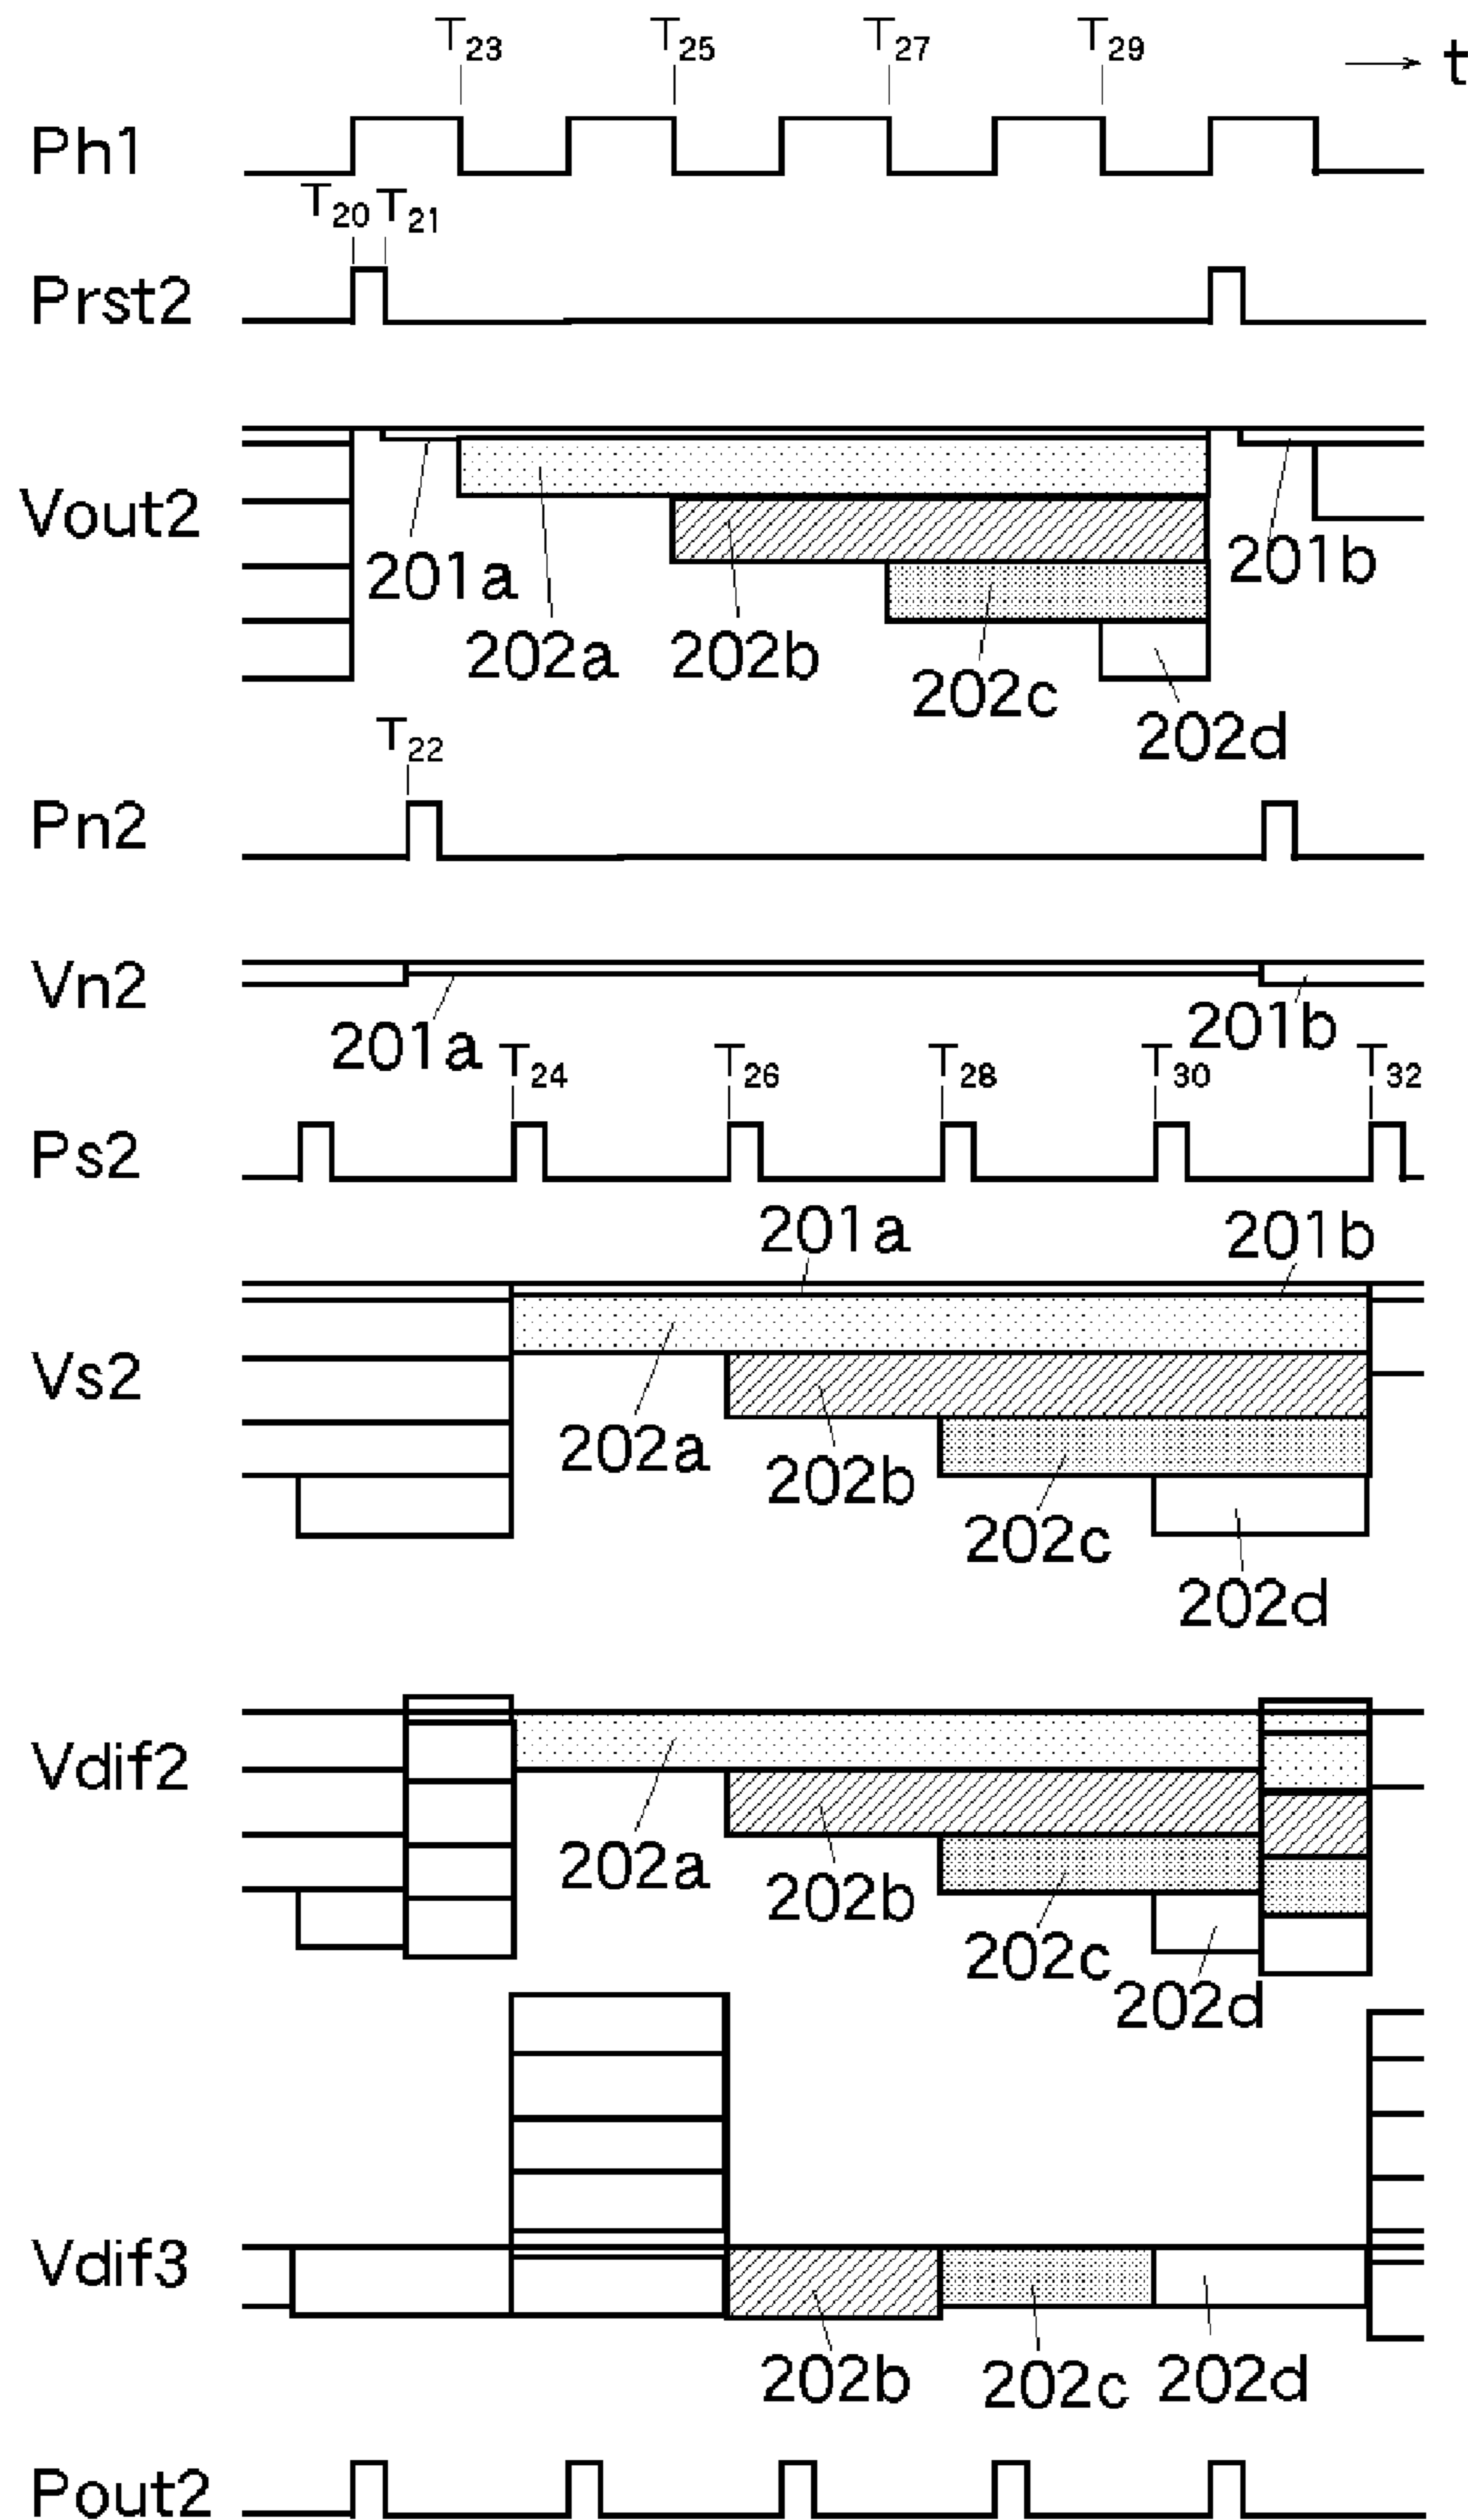 T23 T25 T27 T29 t
Ph1
T20 T21
Prst2
Vout2
201a 201b
202a 202b
202c
202d
T22
Pn2
Vn2
201a 201b
T24 T26 T28 T30 T32
Ps2
201a 201b
Vs2
202a
202b
202c
202d
Vdif2
202a
202b
202c
202d
Vdif3
202b 202c 202d
Pout2